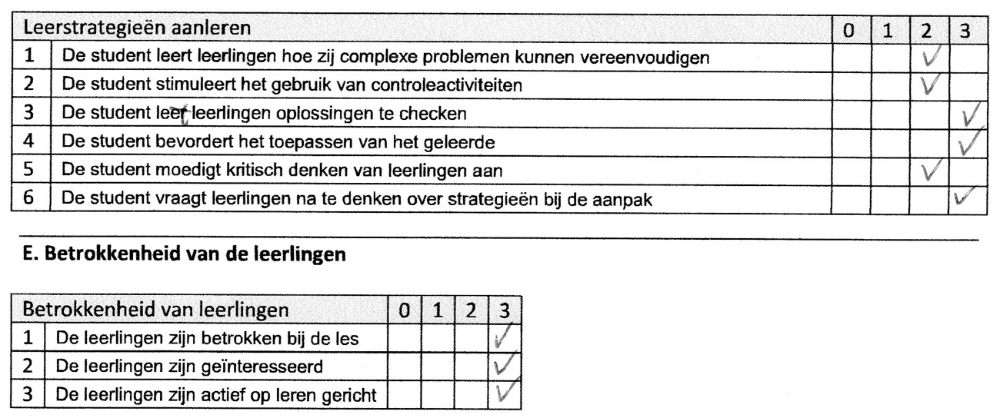 Leerstrategieën aanleren 0 1 2 3
1 De student leert leerlingen hoe zij complexe problemen kunnen vereenvoudigen ✓
2 De student stimuleert het gebruik van controleactiviteiten ✓
3 De student leert leerlingen oplossingen te checken ✓
4 De student bevordert het toepassen van het geleerde ✓
5 De student moedigt kritisch denken van leerlingen aan ✓
6 De student vraagt leerlingen na te denken over strategieën bij de aanpak ✓
E. Betrokkenheid van de leerlingen
Betrokkenheid van leerlingen 0 1 2 3
1 De leerlingen zijn betrokken bij de les ✓
2 De leerlingen zijn geïnteresseerd ✓
3 De leerlingen zijn actief op leren gericht ✓